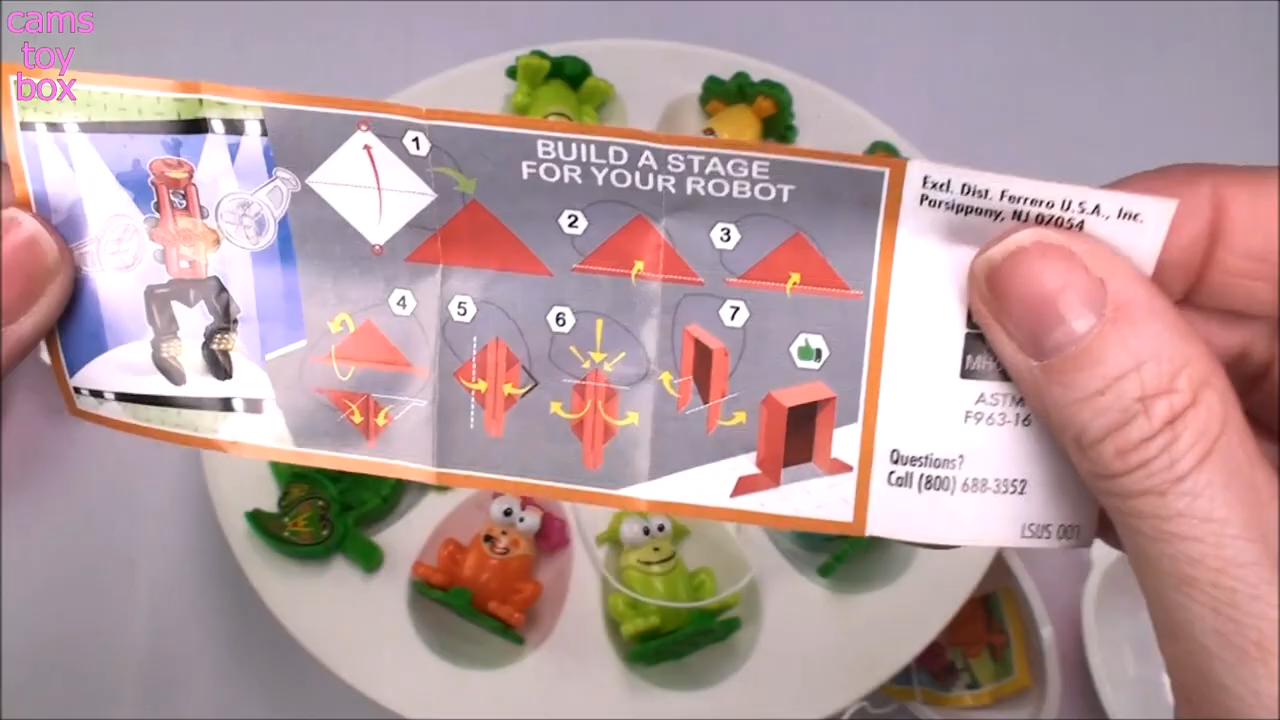 cams
toy
box
BUILD A STAGE
FOR YOUR ROBOT
1
2
3
4
5
6
7
Excl. Dist. Ferrero U.S.A., Inc.
Parsippany, NJ 07054
ASTM
F963-16
Questions?
Call (800) 688-3552
LSUS 001